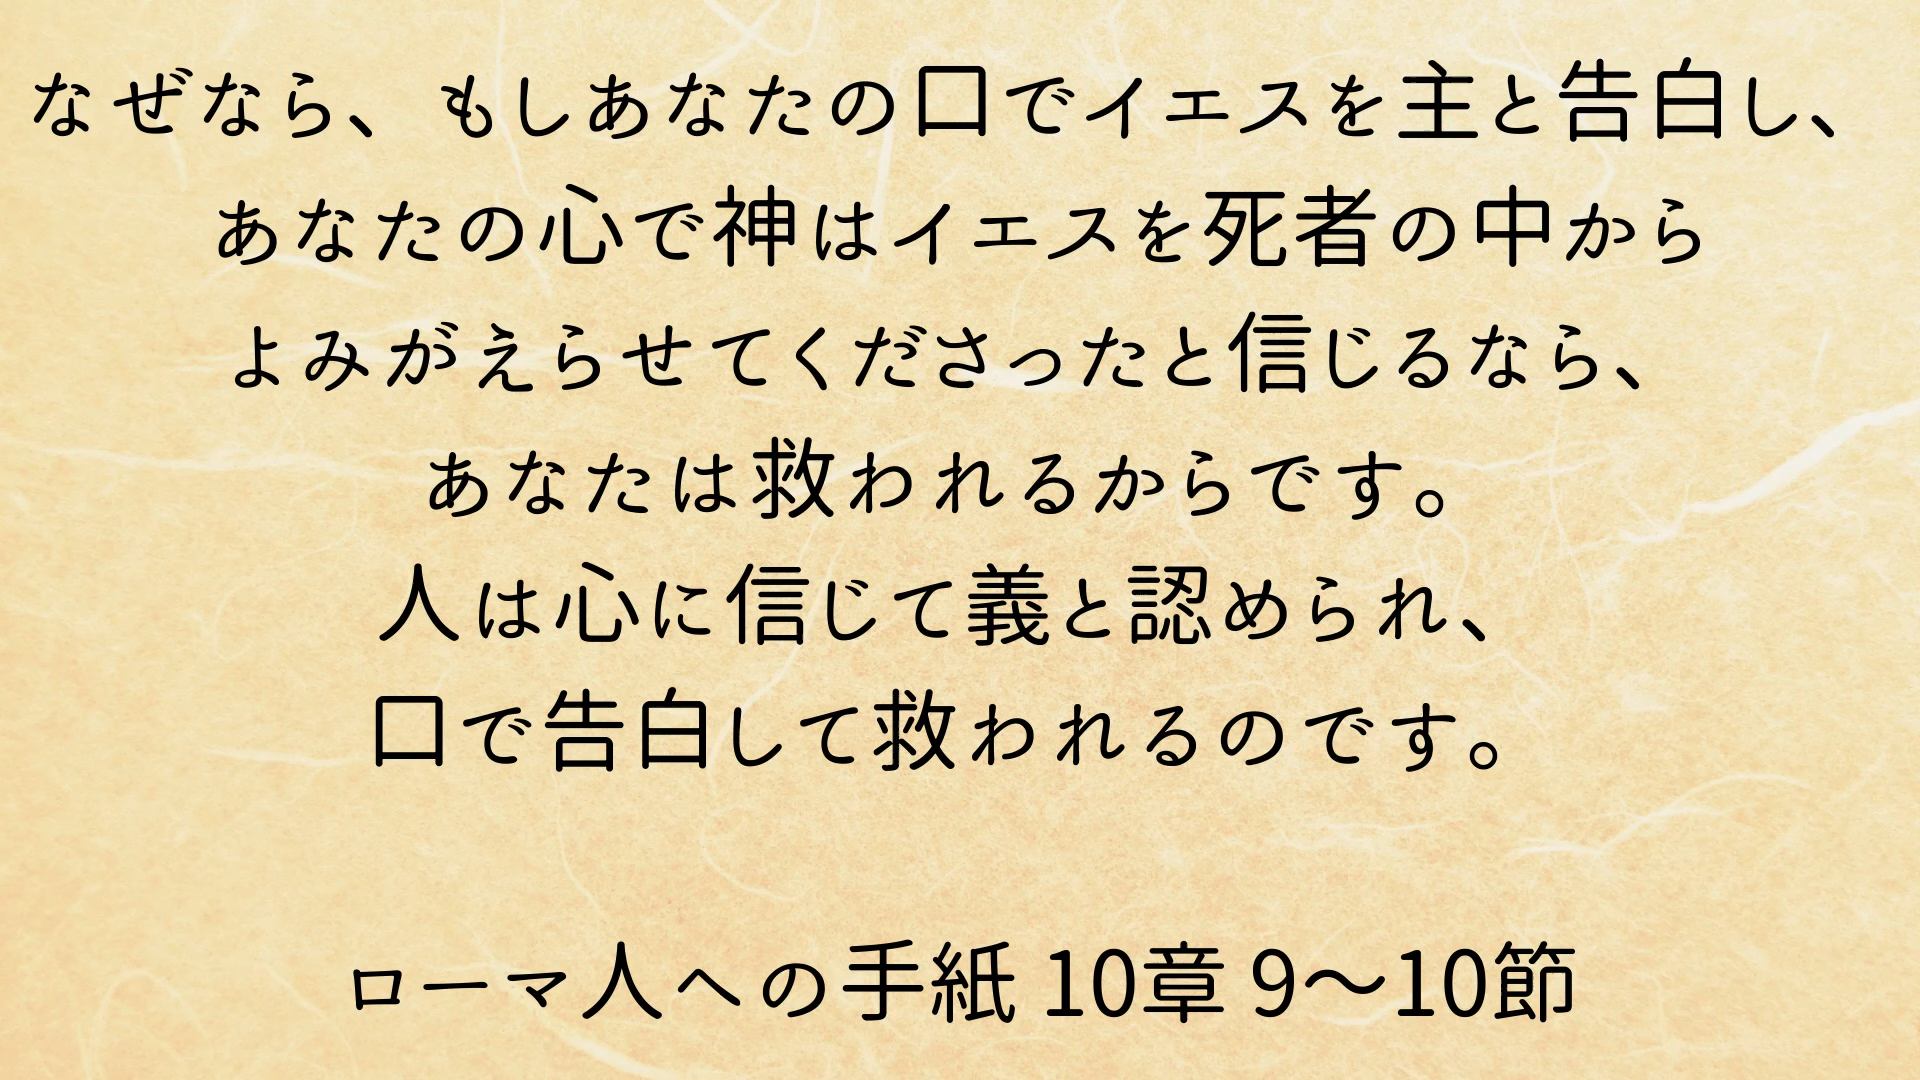 なぜなら、もしあなたの口でイエスを主と告白し、
あなたの心で神はイエスを死者の中から
よみがえらせてくださったと信じるなら、
あなたは救われるからです。
人は心に信じて義と認められ、
口で告白して救われるのです。
ローマ人への手紙 10章 9〜10節